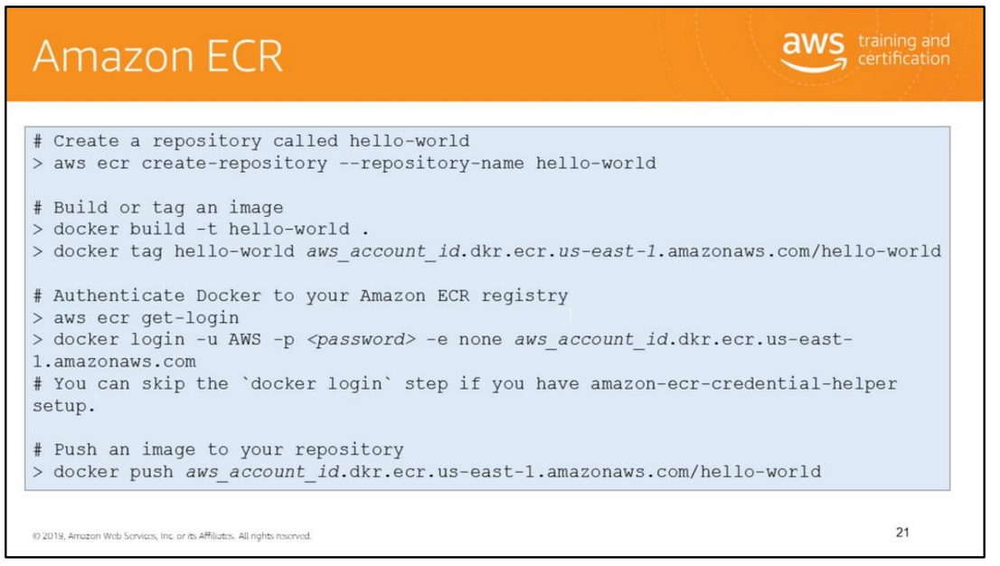 Amazon ECR
aws training and
certification
# Create a repository called hello-world
> aws ecr create-repository --repository-name hello-world
# Build or tag an image
> docker build -t hello-world .
> docker tag hello-world aws_account_id.dkr.ecr.us-east-1.amazonaws.com/hello-world
# Authenticate Docker to your Amazon ECR registry
> aws ecr get-login
> docker login -u AWS -p <password> -e none aws_account_id.dkr.ecr.us-east-
1.amazonaws.com
# You can skip the `docker login` step if you have amazon-ecr-credential-helper
setup.
# Push an image to your repository
> docker push aws_account_id.dkr.ecr.us-east-1.amazonaws.com/hello-world
© 2019, Amazon Web Services, Inc. or its Affiliates. All rights reserved.
21